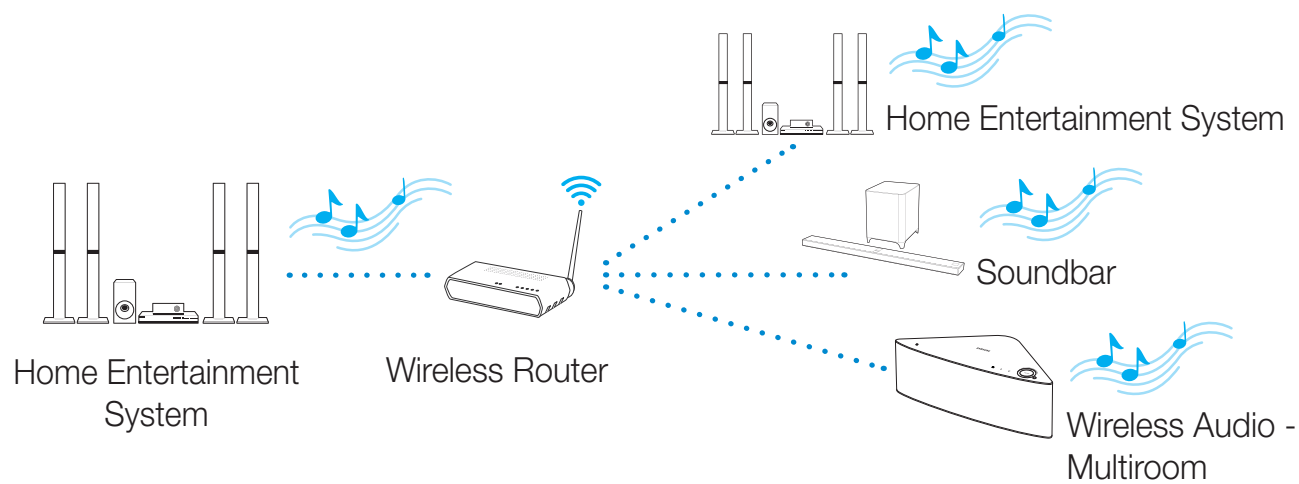 Home Entertainment System
Soundbar
Home Entertainment
System
Wireless Router
Wireless Audio -
Multiroom